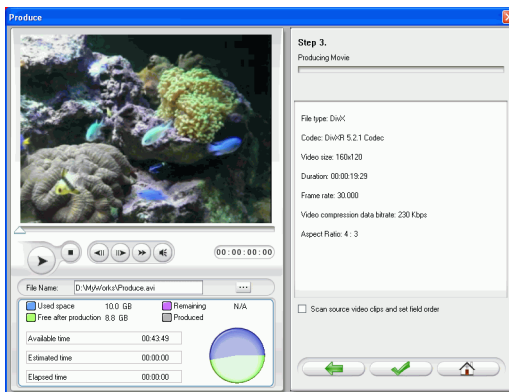 Produce
Step 3.
Producing Movie
File type: DivX
Codec: DivXR 5.2.1 Codec
Video size: 160x120
Duration: 00:00:19:29
Frame rate: 30.000
Video compression data bitrate: 230 Kbps
Aspect Ratio: 4 : 3
00:00:00:00
File Name: D:\MyWorks\Produce.avi ...
Used space 10.0 GB Remaining N/A
Free after production 8.8 GB Produced
Available time 00:43:49
Estimated time 00:00:00
Elapsed time 00:00:00
Scan source video clips and set field order